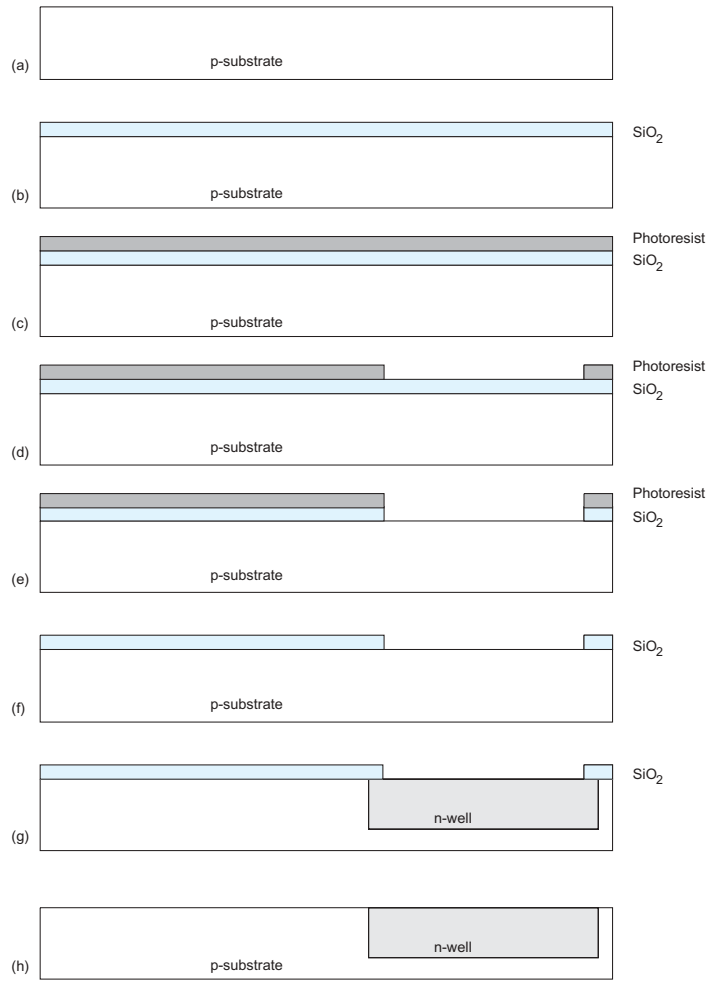 (a)
p-substrate
SiO2
(b)
p-substrate
Photoresist
SiO2
(c)
p-substrate
Photoresist
SiO2
(d)
p-substrate
Photoresist
SiO2
(e)
p-substrate
SiO2
(f)
p-substrate
SiO2
n-well
(g)
n-well
(h)
p-substrate